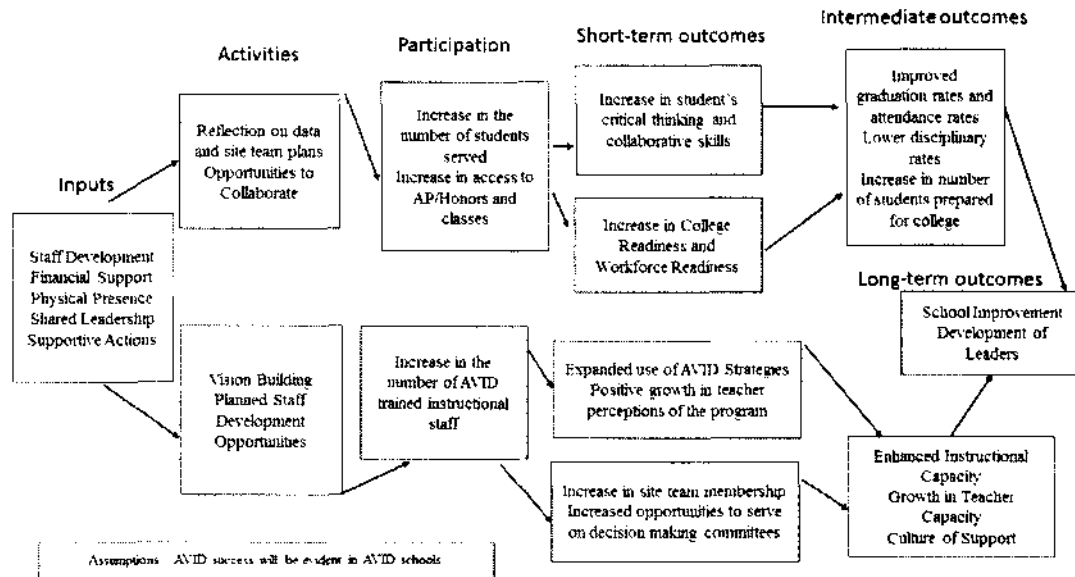 Inputs
Staff Development
Financial Support
Physical Presence
Shared Leadership
Supportive Actions
Activities
Reflection on data
and site team plans
Opportunities to
Collaborate
Vision Building
Planned Staff
Development
Opportunities
Participation
Increase in the
number of students
served
Increase in access to
AP/Honors and
classes
Increase in the
number of AVID
trained instructional
staff
Short-term outcomes
Increase in student's
critical thinking and
collaborative skills
Increase in College
Readiness and
Workforce Readiness
Expanded use of AVID Strategies
Positive growth in teacher
perceptions of the program
Increase in site team membership
Increased opportunities to serve
on decision making committees
Intermediate outcomes
Improved
graduation rates and
attendance rates
Lower disciplinary
rates
Increase in number
of students prepared
for college
Enhanced Instructional
Capacity
Growth in Teacher
Capacity
Culture of Support
Long-term outcomes
School Improvement
Development of
Leaders
Assumptions AVID success will be evident in AVID schools